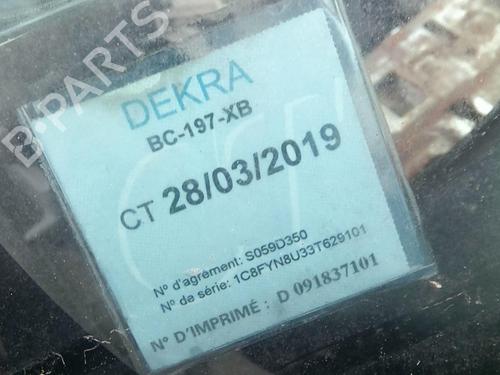 B-PARTS
DEKRA
BC-197-XB
CT 28/03/2019
N° d'agrément: S059D350
N° de série: 1C8FYN8U33T629101
N° D'IMPRIMÉ : D 091837101